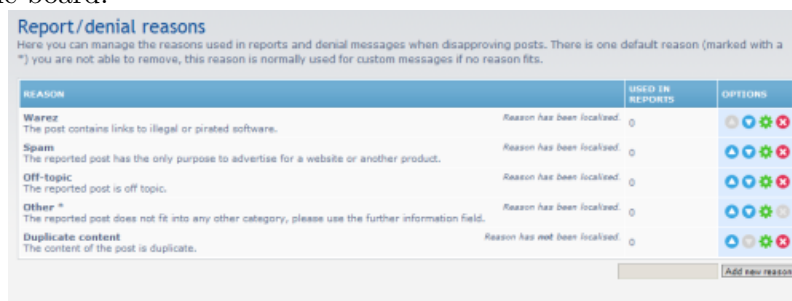 board.
Report/denial reasons
Here you can manage the reasons used in reports and denial messages when disapproving posts. There is one default reason (marked with a
*) you are not able to remove, this reason is normally used for custom messages if no reason fits.
REASON USED IN REPORTS OPTIONS
Warez Reason has been localised. 0
The post contains links to illegal or pirated software.
Spam Reason has been localised. 0
The reported post has the only purpose to advertise for a website or another product.
Off-topic Reason has been localised. 0
The reported post is off topic.
Other * Reason has been localised. 0
The reported post does not fit into any other category, please use the further information field.
Duplicate content Reason has not been localised. 0
The content of the post is duplicate.
Add new reason